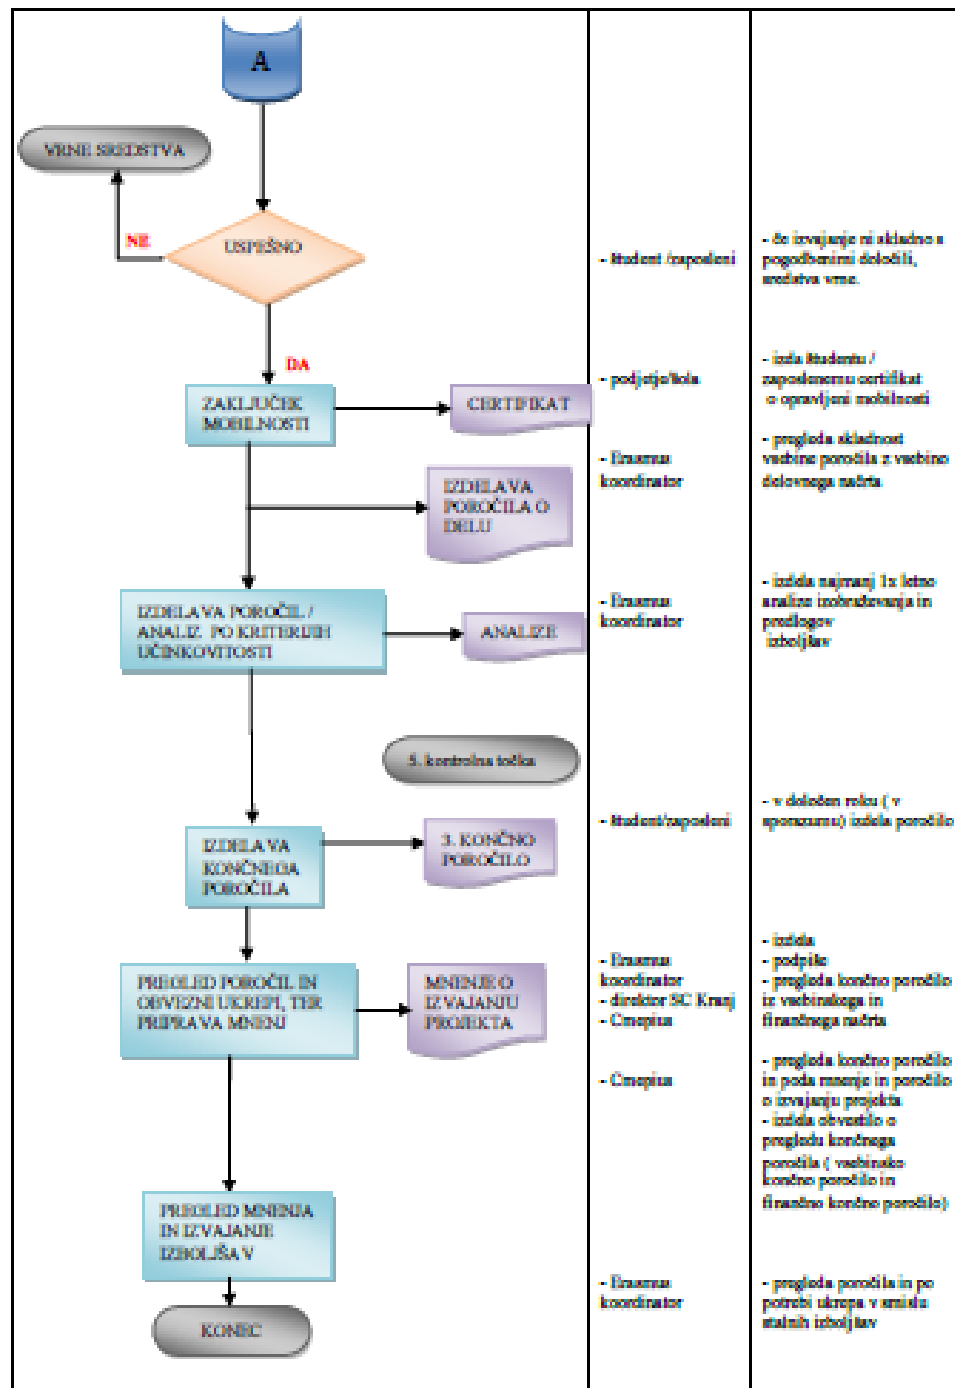 A
VRNE SREDSTVA
NE
USPEŠNO
- študent /zaposleni
- če izvajanje ni skladno s
pogodbenimi določili,
sredstva vrne.
DA
ZAKLJUČEK
MOBILNOSTI
CERTIFIKAT
- podjetje/šola
- izda študentu /
zaposlenemu certifikat
o opravljeni mobilnosti
IZDELAVA
POROČILA O
DELU
- Erasmus
koordinator
- pregleda skladnost
vsebine poročila z vsebino
delovnega načrta
IZDELAVA POROČIL /
ANALIZ PO KRITERIJIH
UČINKOVITOSTI
ANALIZE
- Erasmus
koordinator
- izdela najmanj 1x letno
analize izobraževanja in
predlogov
izboljšav
5. kontrolna točka
IZDELAVA
KONČNEGA
POROČILA
3. KONČNO
POROČILO
- študent/zaposleni
- v določen roku ( v
sporazumu) izdela poročilo
PREGLED POROČIL IN
OBVEZNI UKREPI, TER
PRIPRAVA MNENJ
MNENJE O
IZVAJANJU
PROJEKTA
- Erasmus
koordinator
- direktor ŠC Kranj
- Cmepius
- izdela
- podpiše
- pregleda končno poročilo
iz vsebinskega in
finančnega načrta
- Cmepius
- pregleda končno poročilo
in poda mnenje in poročilo
o izvajanju projekta
- izdela obvestilo o
pregledu končnega
poročila ( vsebinsko
končno poročilo in
finančno končno poročilo)
PREGLED MNENJA
IN IZVAJANJE
IZBOLJŠAV
KONEC
- Erasmus
koordinator
- pregleda poročila in po
potrebi ukrepa v smislu
stalnih izboljšav